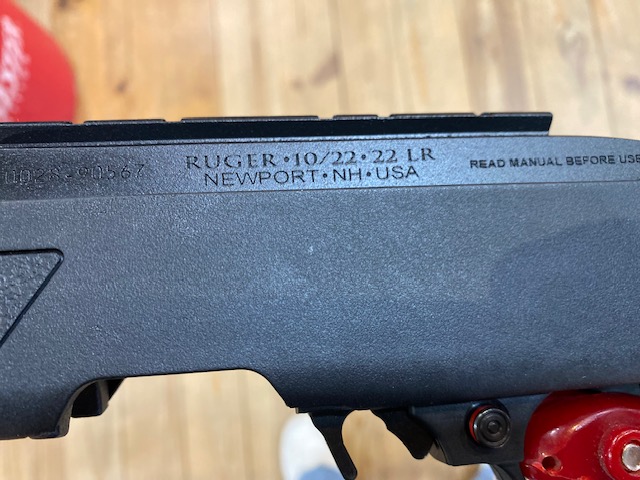 RUGER•10/22•22 LR
NEWPORT•NH•USA
READ MANUAL BEFORE USE